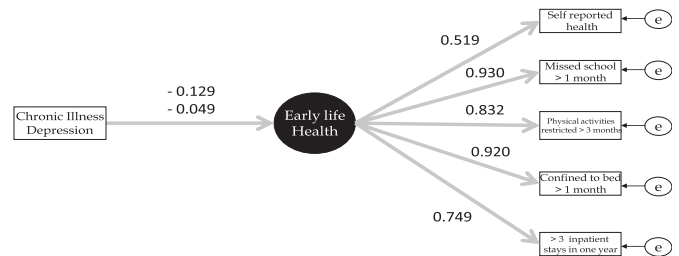 Chronic Illness
Depression
- 0.129
- 0.049
Early life
Health
0.519
0.930
0.832
0.920
0.749
Self reported
health
e
Missed school
> 1 month
e
Physical activities
restricted > 3 months
e
Confined to bed
> 1 month
e
> 3 inpatient
stays in one year
e